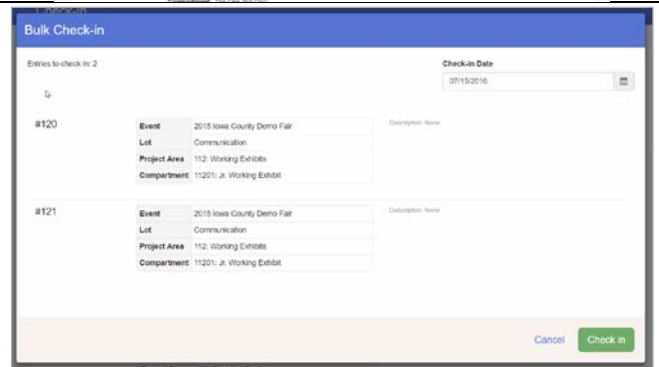 Check-in
Bulk Check-in
Entries to check in: 2
Check-in Date
07/15/2016
#120
Event 2015 Iowa County Demo Fair
Description: None
Lot Communication
Project Area 112: Working Exhibits
Compartment 11201: Jr. Working Exhibit
#121
Event 2015 Iowa County Demo Fair
Description: None
Lot Communication
Project Area 112: Working Exhibits
Compartment 11201: Jr. Working Exhibit
Cancel Check in